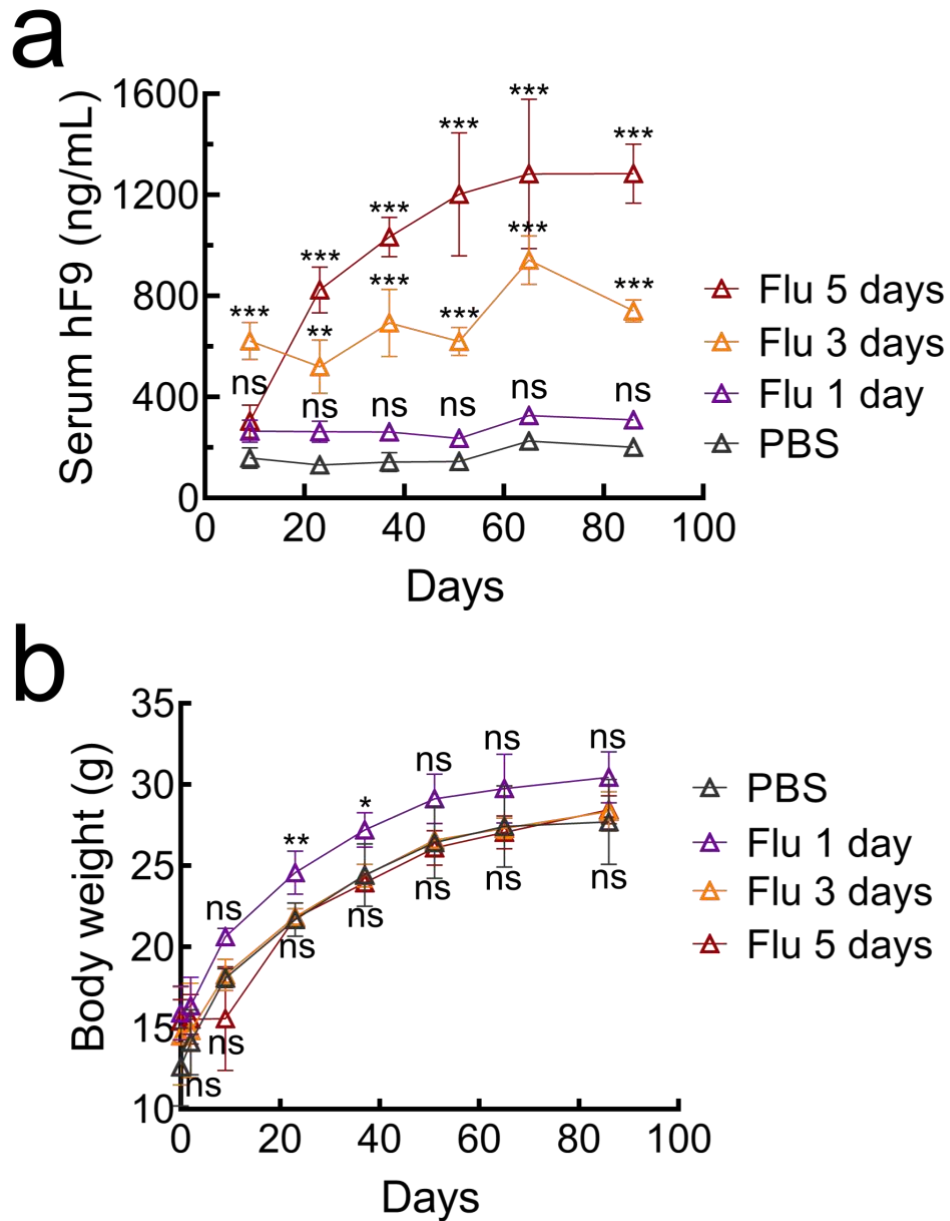 a
Serum hF9 (ng/mL)
1600
1200
800
400
0
0 20 40 60 80 100
Days
*** *** *** *** *** ***
*** ** *** *** *** ***
ns ns ns ns ns ns
Flu 5 days
Flu 3 days
Flu 1 day
PBS
b
Body weight (g)
35
30
25
20
15
10
0 20 40 60 80 100
Days
ns ** * ns ns ns
ns ns ns ns ns ns ns
PBS
Flu 1 day
Flu 3 days
Flu 5 days